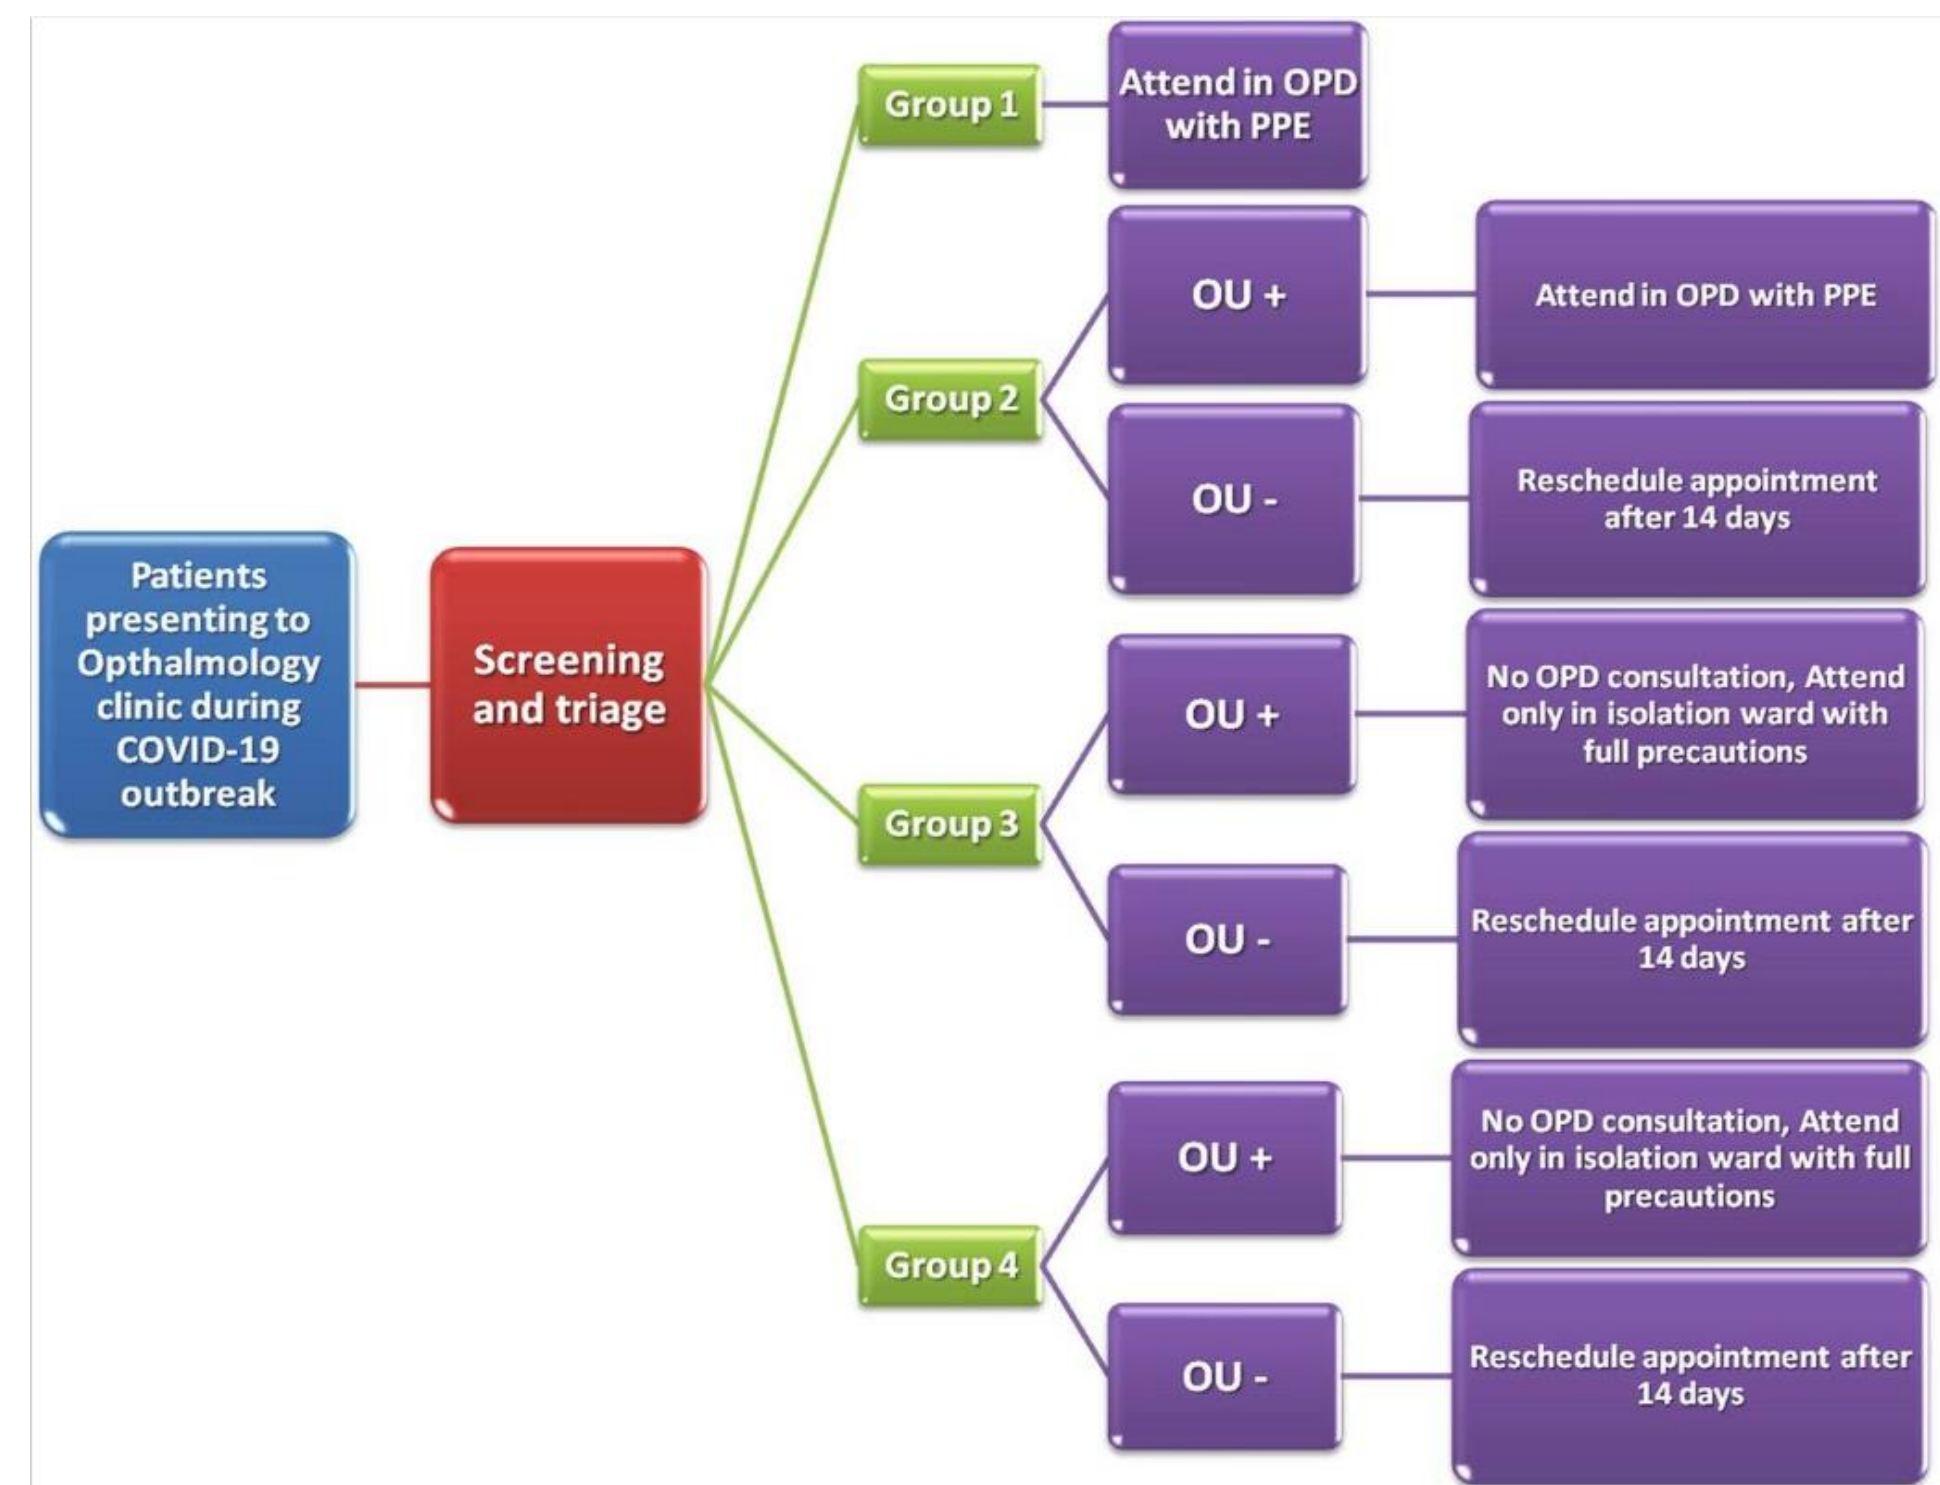 Patients
presenting to
Opthalmology
clinic during
COVID-19
outbreak
Screening
and triage
Group 1
Attend in OPD
with PPE
Group 2
OU +
Attend in OPD with PPE
OU -
Reschedule appointment
after 14 days
Group 3
OU +
No OPD consultation, Attend
only in isolation ward with
full precautions
OU -
Reschedule appointment after
14 days
Group 4
OU +
No OPD consultation, Attend
only in isolation ward with full
precautions
OU -
Reschedule appointment after
14 days